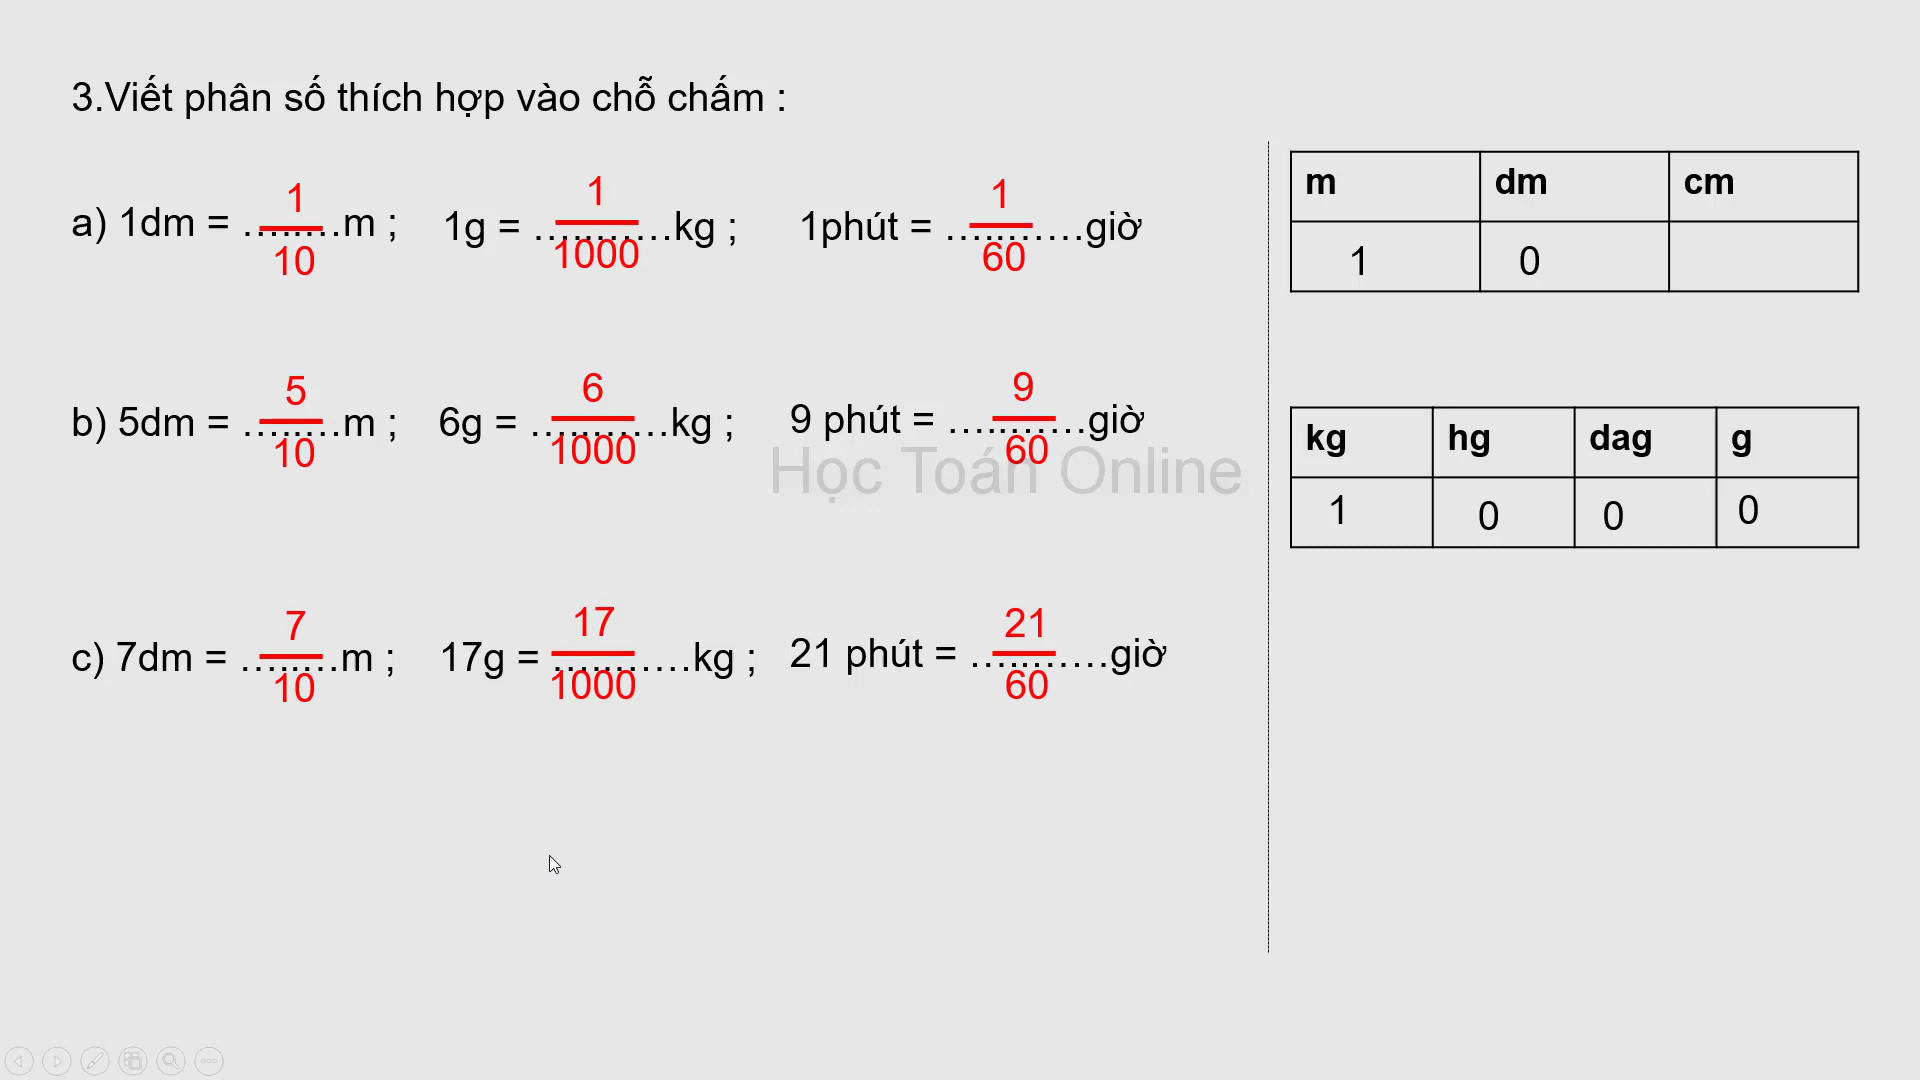 3.Viết phân số thích hợp vào chỗ chấm :
a) 1dm = ........m ; 1g = ...........kg ; 1phút = ...........giờ
1/10 1/1000 1/60
b) 5dm = ........m ; 6g = ...........kg ; 9 phút = ...........giờ
5/10 6/1000 9/60
c) 7dm = ........m ; 17g = ...........kg ; 21 phút = ...........giờ
7/10 17/1000 21/60
Học Toán Online
m dm cm
1 0
kg hg dag g
1 0 0 0